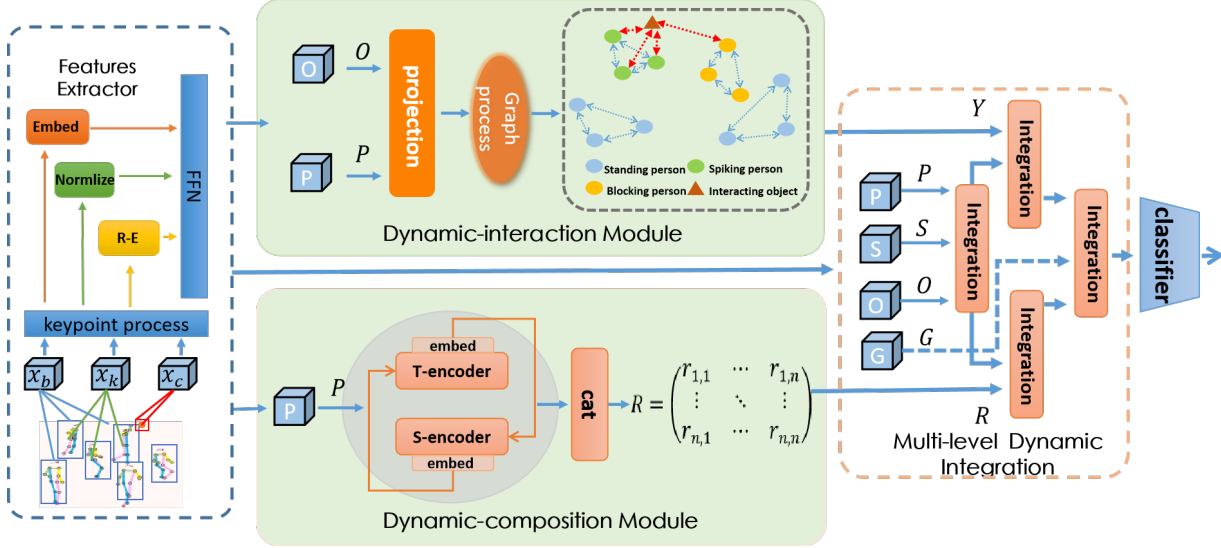 Features
Extractor
Embed
Normlize
R-E
FFN
keypoint process
x_b
x_k
x_c
O
O
P
P
projection
Graph
process
Standing person
Spiking person
Blocking person
Interacting object
Dynamic-interaction Module
P
P
embed
T-encoder
S-encoder
embed
cat
R = (r_{1,1} ⋯ r_{1,n}
⋮ ⋱ ⋮
r_{n,1} ⋯ r_{n,n})
Dynamic-composition Module
Y
P
P
S
S
O
O
G
G
R
Integration
Integration
Integration
Integration
Multi-level Dynamic
Integration
classifier